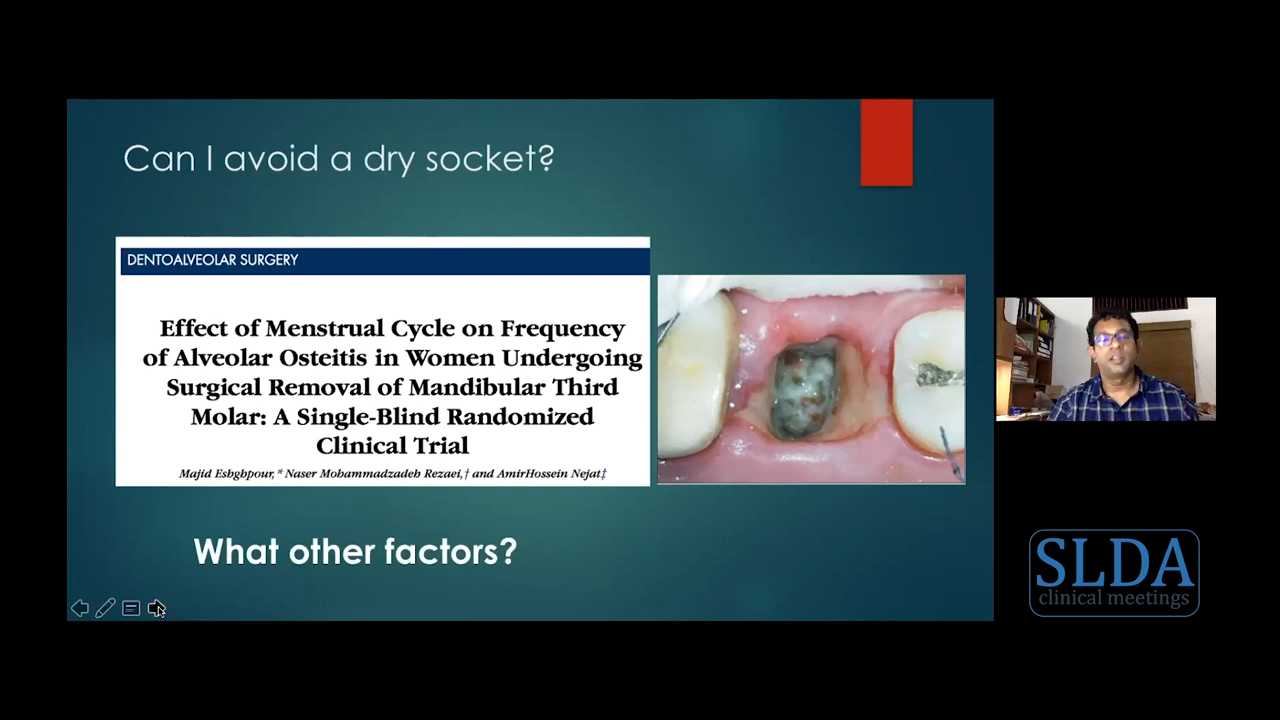 Can I avoid a dry socket?
DENTOALVEOLAR SURGERY
Effect of Menstrual Cycle on Frequency
of Alveolar Osteitis in Women Undergoing
Surgical Removal of Mandibular Third
Molar: A Single-Blind Randomized
Clinical Trial
Majid Eshghpour,* Naser Mohammadzadeh Rezaei,† and AmirHossein Nejat‡
What other factors?
SLDA
clinical meetings